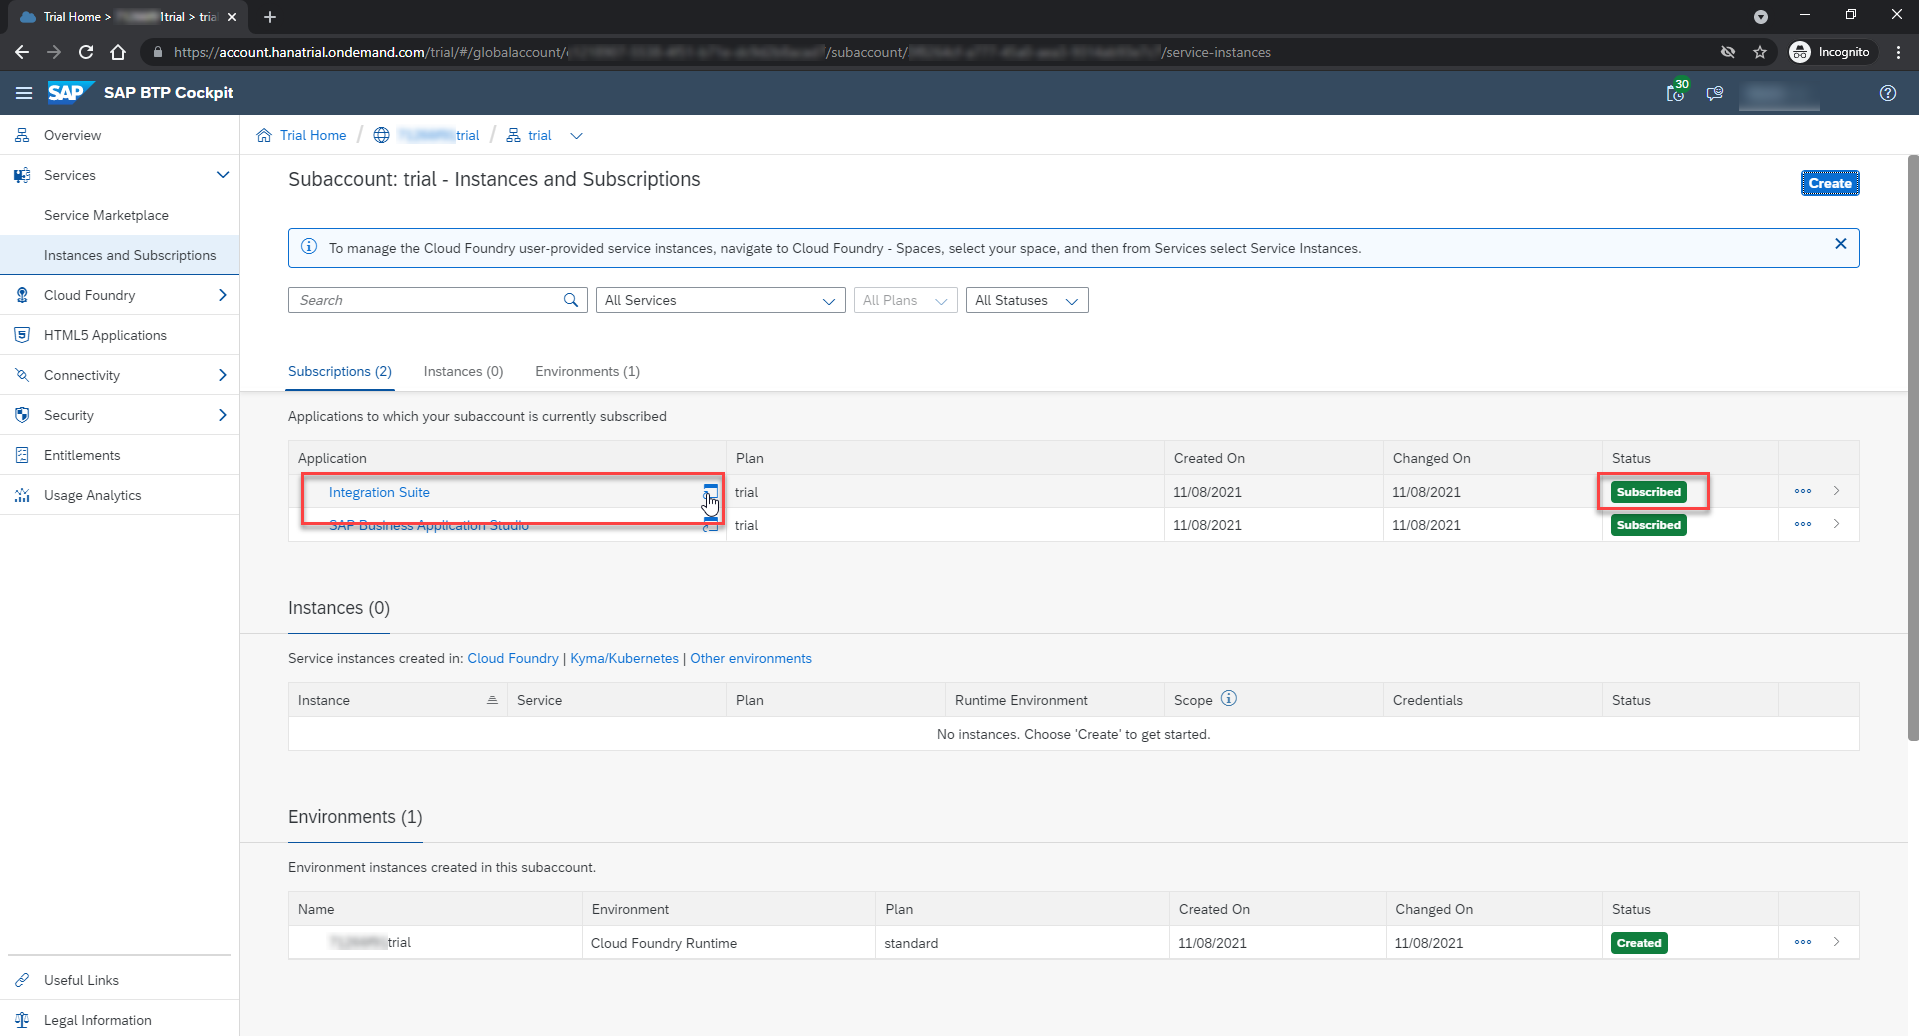 Trial Home > 1trial > tria
https://account.hanatrial.ondemand.com/trial/#/globalaccount/ /subaccount/ /service-instances
Incognito
SAP SAP BTP Cockpit
30
Overview
Services
Service Marketplace
Instances and Subscriptions
Cloud Foundry
HTML5 Applications
Connectivity
Security
Entitlements
Usage Analytics
Useful Links
Legal Information
Trial Home / trial / trial
Subaccount: trial - Instances and Subscriptions
Create
To manage the Cloud Foundry user-provided service instances, navigate to Cloud Foundry - Spaces, select your space, and then from Services select Service Instances.
Search All Services All Plans All Statuses
Subscriptions (2) Instances (0) Environments (1)
Applications to which your subaccount is currently subscribed
Application Plan Created On Changed On Status
Integration Suite trial 11/08/2021 11/08/2021 Subscribed
SAP Business Application Studio trial 11/08/2021 11/08/2021 Subscribed
Instances (0)
Service instances created in: Cloud Foundry | Kyma/Kubernetes | Other environments
Instance Service Plan Runtime Environment Scope Credentials Status
No instances. Choose 'Create' to get started.
Environments (1)
Environment instances created in this subaccount.
Name Environment Plan Created On Changed On Status
trial Cloud Foundry Runtime standard 11/08/2021 11/08/2021 Created